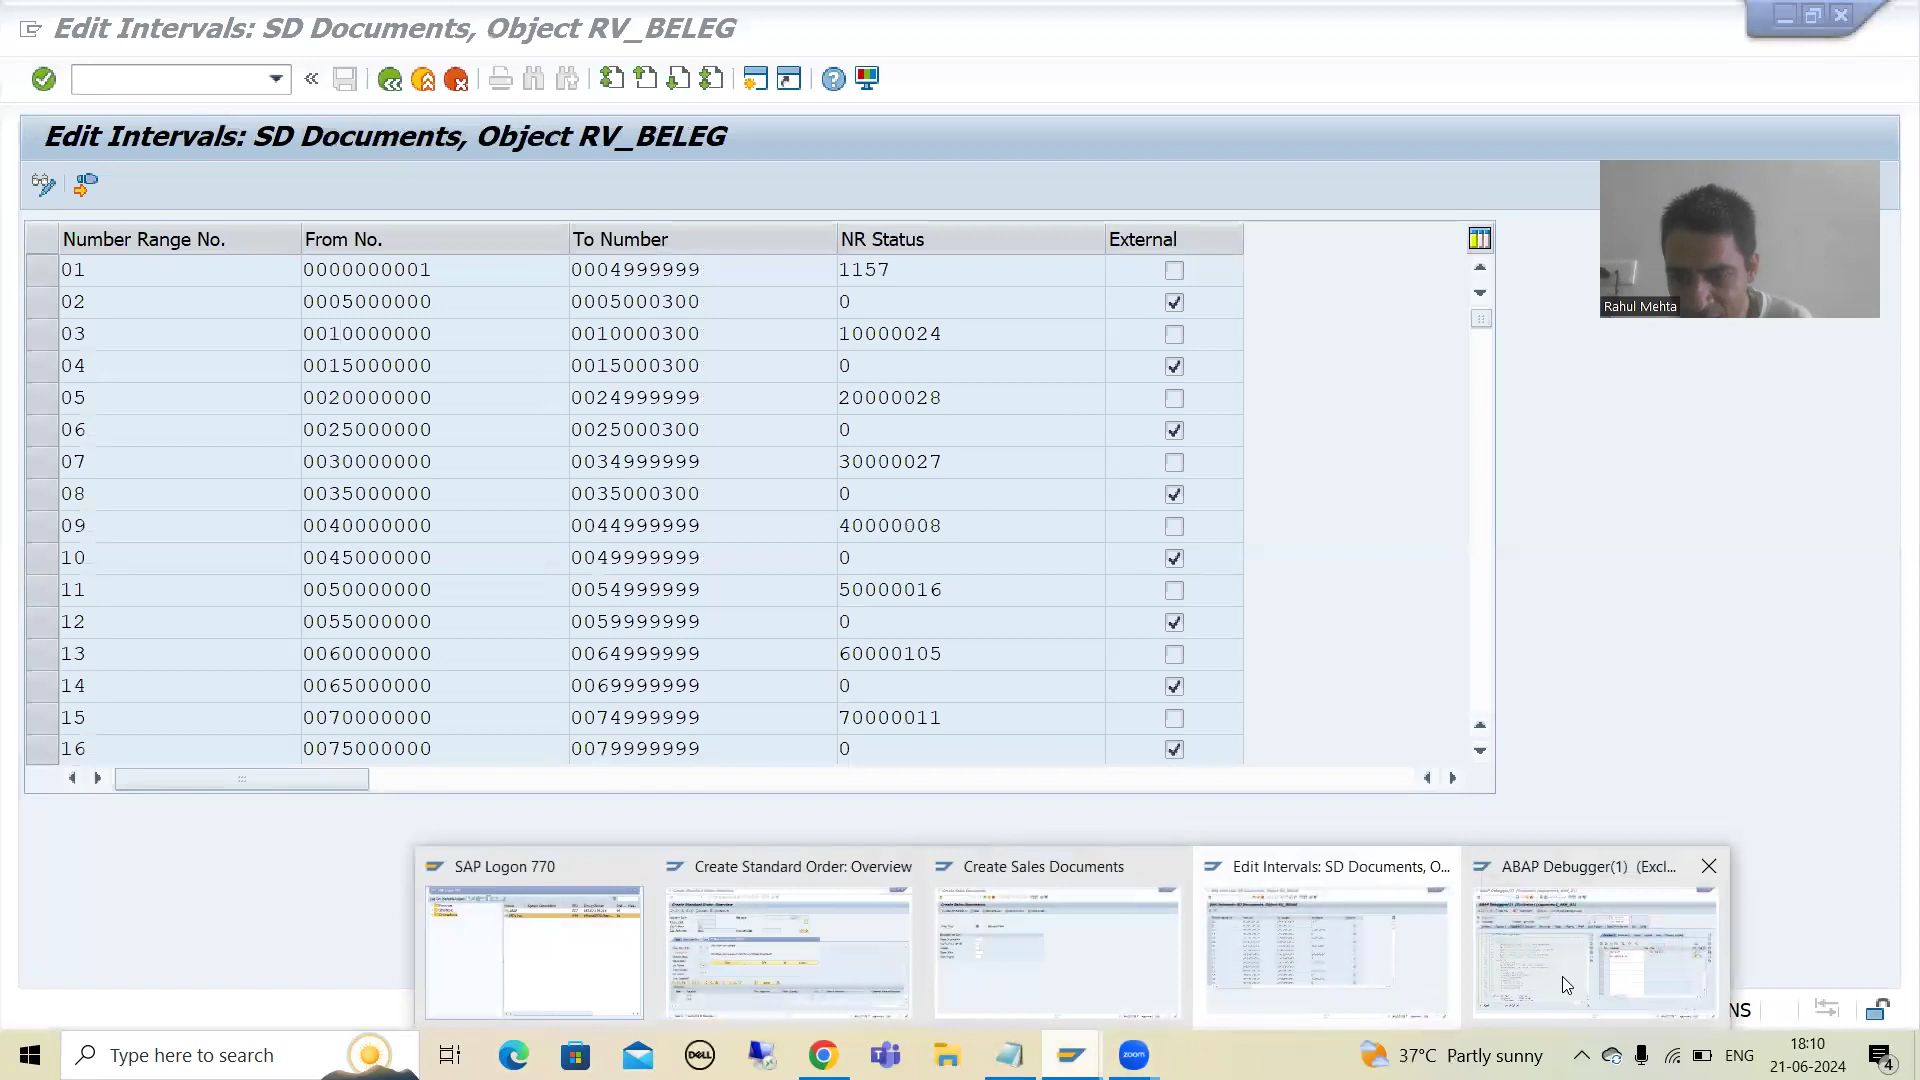 Edit Intervals: SD Documents, Object RV_BELEG
Edit Intervals: SD Documents, Object RV_BELEG
Number Range No. From No. To Number NR Status External
01 0000000001 0004999999 1157
02 0005000000 0005000300 0
03 0010000000 0010000300 10000024
04 0015000000 0015000300 0
05 0020000000 0024999999 20000028
06 0025000000 0025000300 0
07 0030000000 0034999999 30000027
08 0035000000 0035000300 0
09 0040000000 0044999999 40000008
10 0045000000 0049999999 0
11 0050000000 0054999999 50000016
12 0055000000 0059999999 0
13 0060000000 0064999999 60000105
14 0065000000 0069999999 0
15 0070000000 0074999999 70000011
16 0075000000 0079999999 0
Rahul Mehta
SAP Logon 770
Create Standard Order: Overview
Create Sales Documents
Edit Intervals: SD Documents, O...
ABAP Debugger(1) (Excl...
NS
Type here to search
DELL
zoom
37°C Partly sunny
ENG
18:10
21-06-2024
4